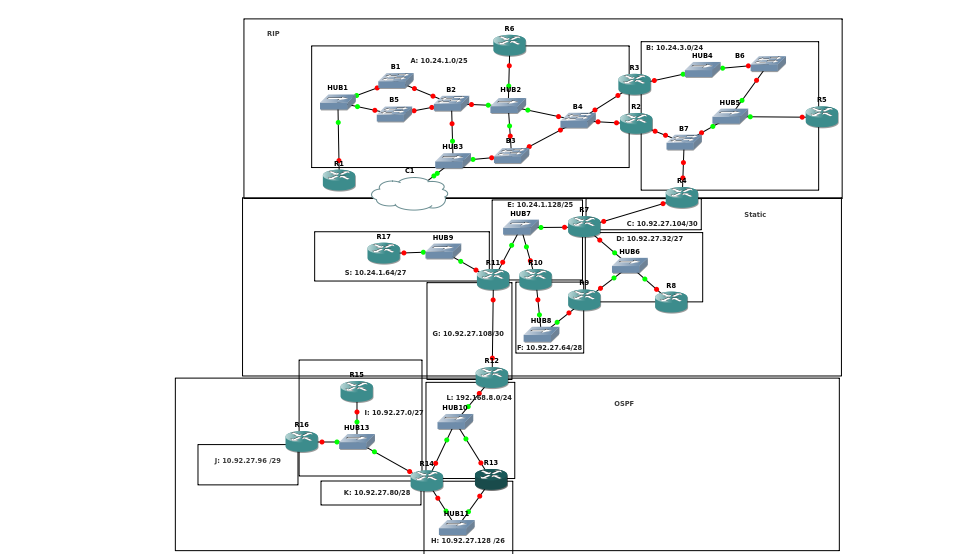 R6
RIP
B: 10.24.3.0/24
A: 10.24.1.0/25
HUB4
B6
B1
R3
HUB1
B2
HUB2
B5
B4
R2
HUB5
R5
B7
B3
HUB3
R1
C1
R4
E: 10.24.1.128/25
R7
Static
HUB7
C: 10.92.27.104/30
R17
HUB9
D: 10.92.27.32/27
HUB6
R11
R10
S: 10.24.1.64/27
R9
R8
HUB8
G: 10.92.27.108/30
F: 10.92.27.64/28
R12
R15
L: 192.168.8.0/24
OSPF
HUB10
I: 10.92.27.0/27
R16
HUB13
J: 10.92.27.96 /29
R14
R13
K: 10.92.27.80/28
HUB11
H: 10.92.27.128 /26